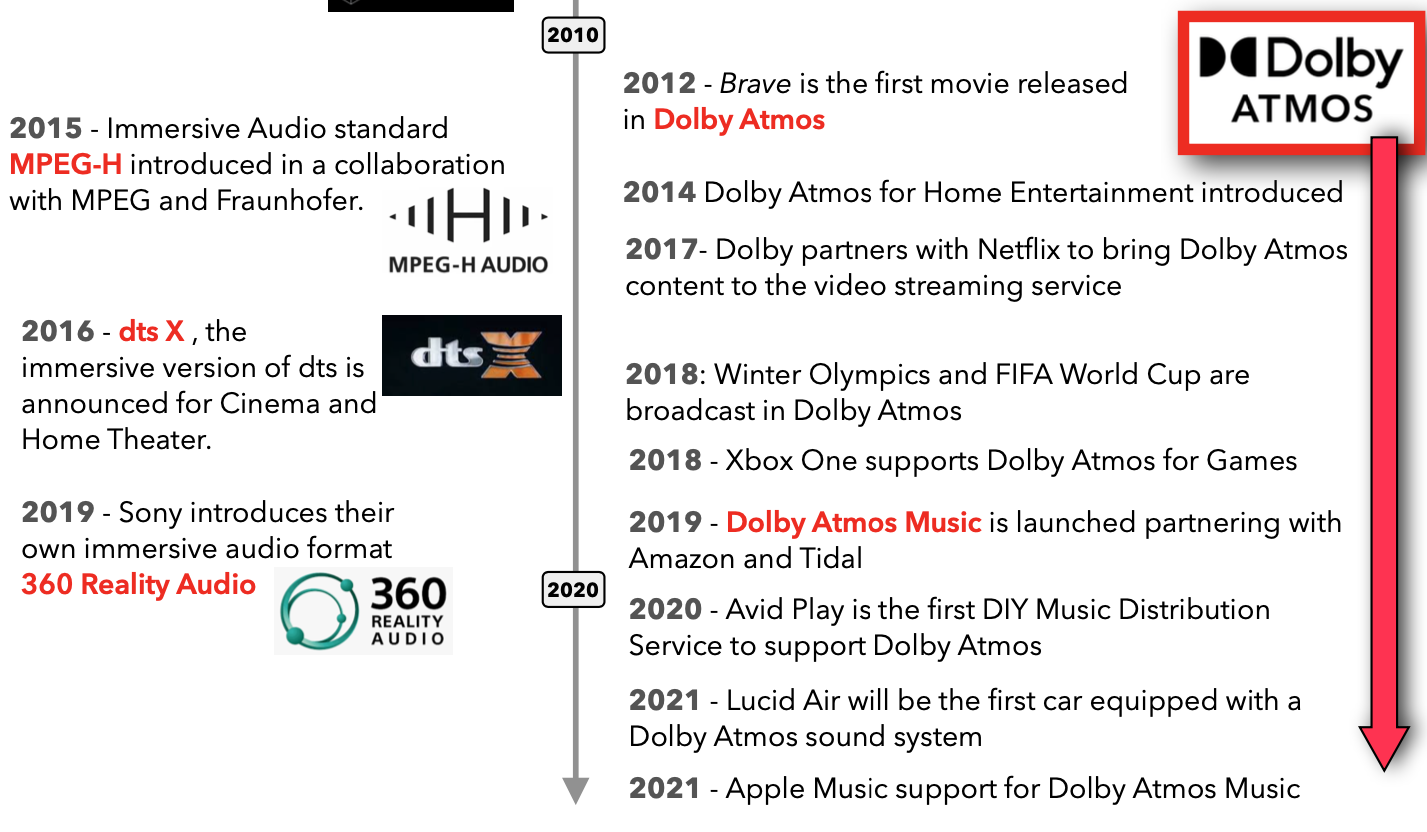 2010
Dolby
ATMOS
2012 - Brave is the first movie released
in Dolby Atmos
2015 - Immersive Audio standard
MPEG-H introduced in a collaboration
with MPEG and Fraunhofer.
MPEG-H AUDIO
2014 Dolby Atmos for Home Entertainment introduced
2017- Dolby partners with Netflix to bring Dolby Atmos
content to the video streaming service
2016 - dts X , the
immersive version of dts is
announced for Cinema and
Home Theater.
dts X
2018: Winter Olympics and FIFA World Cup are
broadcast in Dolby Atmos
2018 - Xbox One supports Dolby Atmos for Games
2019 - Sony introduces their
own immersive audio format
360 Reality Audio
360
REALITY
AUDIO
2019 - Dolby Atmos Music is launched partnering with
Amazon and Tidal
2020
2020 - Avid Play is the first DIY Music Distribution
Service to support Dolby Atmos
2021 - Lucid Air will be the first car equipped with a
Dolby Atmos sound system
2021 - Apple Music support for Dolby Atmos Music